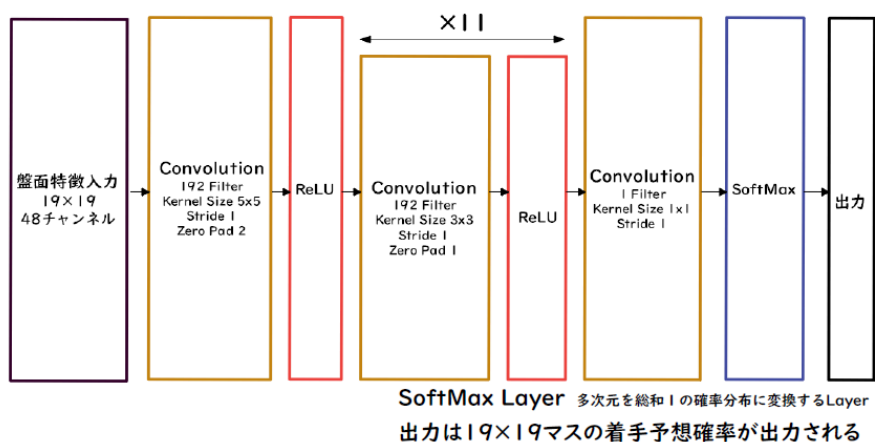 ×11
盤面特徴入力
19×19
48チャンネル
Convolution
192 Filter
Kernel Size 5x5
Stride 1
Zero Pad 2
ReLU
Convolution
192 Filter
Kernel Size 3x3
Stride 1
Zero Pad 1
ReLU
Convolution
1 Filter
Kernel Size 1x1
Stride 1
SoftMax
出力
SoftMax Layer 多次元を総和1の確率分布に変換するLayer
出力は19×19マスの着手予想確率が出力される